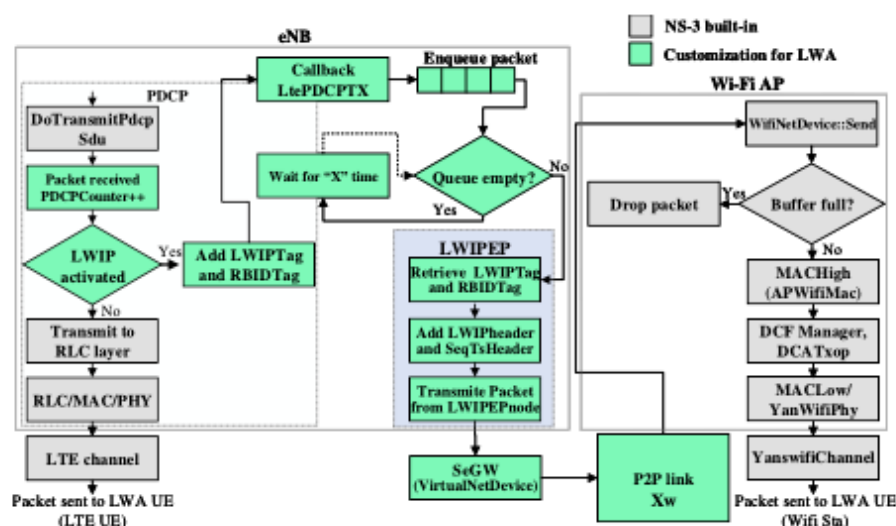 eNB
NS-3 built-in
Customization for LWA
PDCP
DoTransmitPdcp
Sdu
Packet received
PDCPCounter++
LWIP
activated
Yes
No
Add LWIPTag
and RBIDTag
Transmit to
RLC layer
RLC/MAC/PHY
LTE channel
Packet sent to LWA UE
(LTE UE)
Callback
LtePDCPTX
Enqueue packet
Wait for “X” time
Queue empty?
Yes
No
LWIPEP
Retrieve LWIPTag
and RBIDTag
Add LWIPheader
and SeqTsHeader
Transmite Packet
from LWIPEPnode
SeGW
(VirtualNetDevice)
P2P link
Xw
Wi-Fi AP
WifiNetDevice::Send
Buffer full?
Yes
Drop packet
No
MACHigh
(APWifiMac)
DCF Manager,
DCATxop
MACLow/
YanWifiPhy
YanswifiChannel
Packet sent to LWA UE
(Wifi Sta)